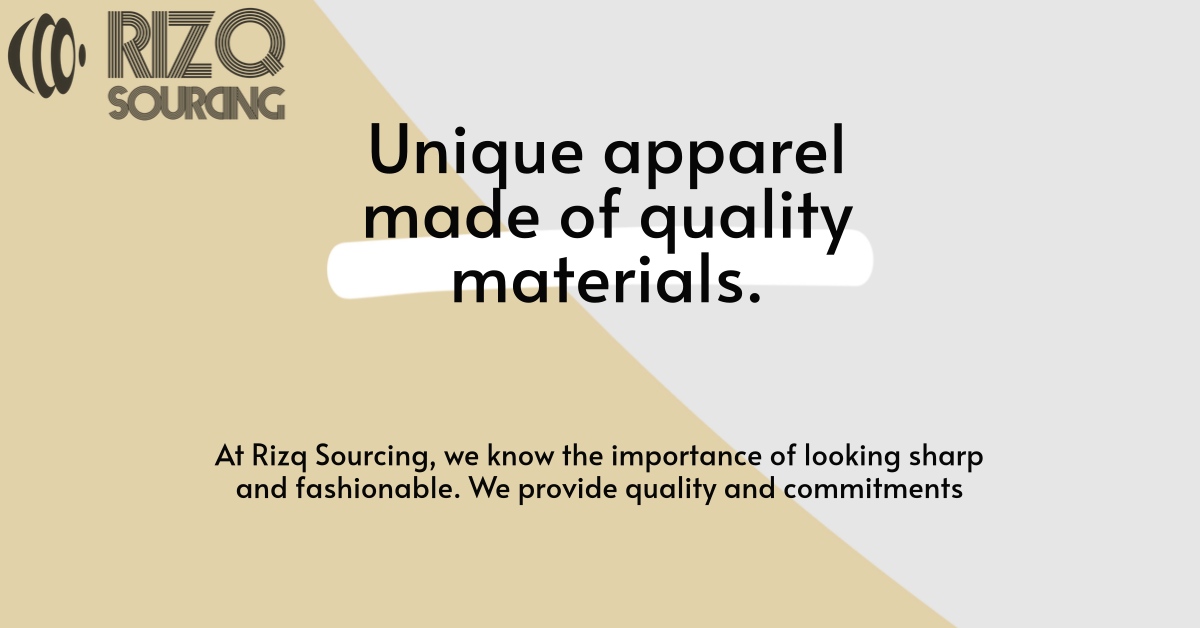 RIZQ
SOURCING
Unique apparel
made of quality
materials.
At Rizq Sourcing, we know the importance of looking sharp
and fashionable. We provide quality and commitments